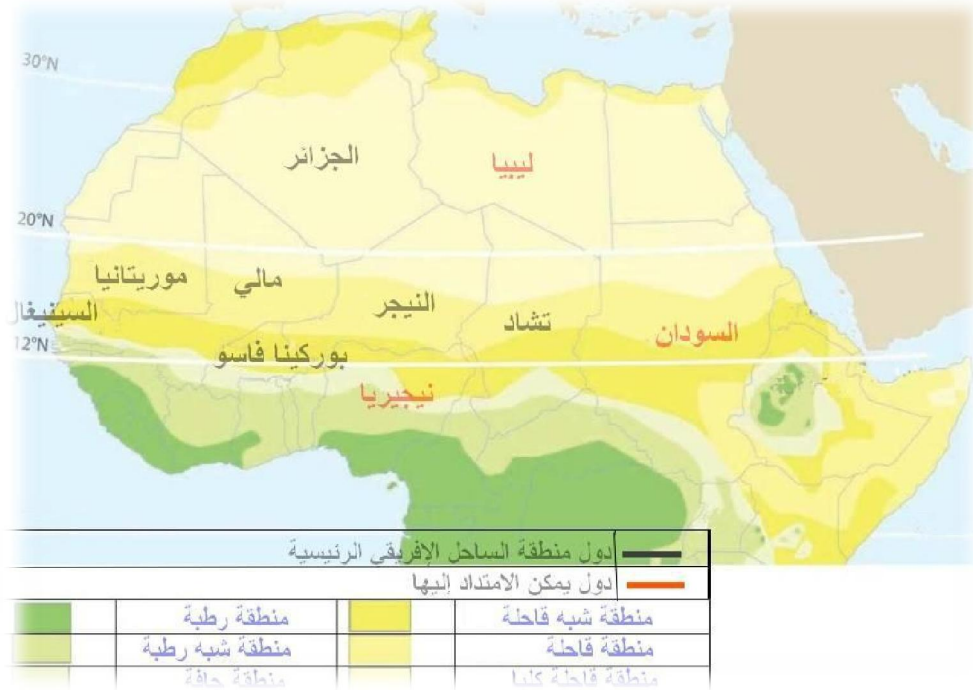 30°N
الجزائر
ليبيا
20°N
موريتانيا
مالي
النيجر
تشاد
السودان
السينيغال
12°N
بوركينا فاسو
نيجيريا
دول منطقة الساحل الإفريقي الرئيسية
دول يمكن الامتداد إليها
منطقة شبه قاحلة
منطقة رطبة
منطقة قاحلة
منطقة شبه رطبة
منطقة قاحلة كليا
منطقة جافة